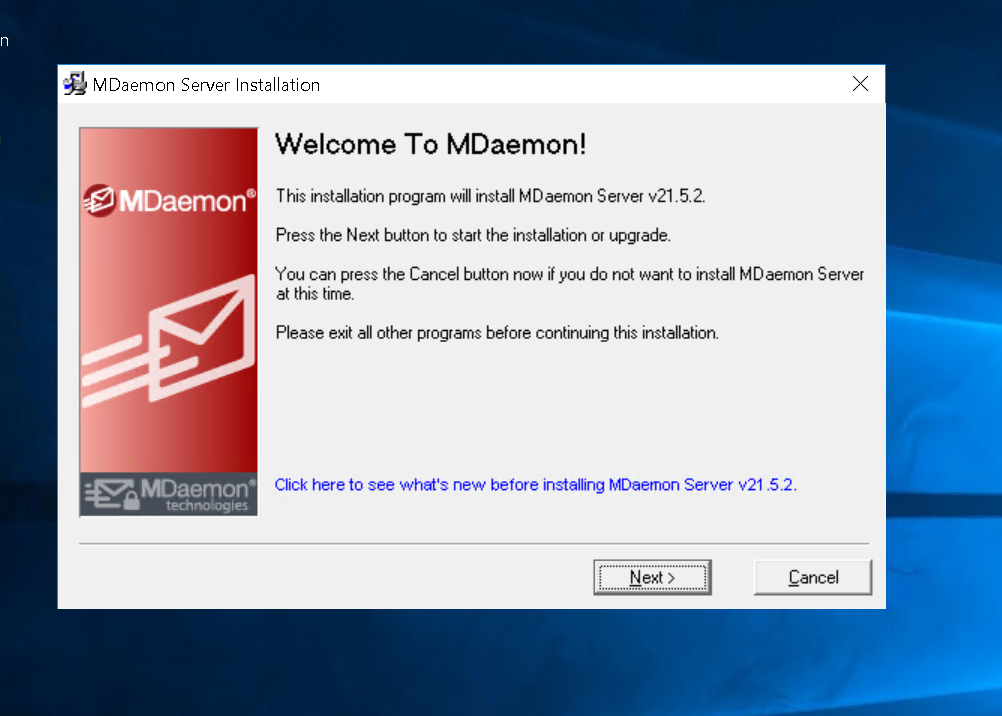 n
MDaemon Server Installation
MDaemon®
Welcome To MDaemon!
This installation program will install MDaemon Server v21.5.2.
Press the Next button to start the installation or upgrade.
You can press the Cancel button now if you do not want to install MDaemon Server
at this time.
Please exit all other programs before continuing this installation.
Click here to see what's new before installing MDaemon Server v21.5.2.
MDaemon®
technologies
Next >
Cancel